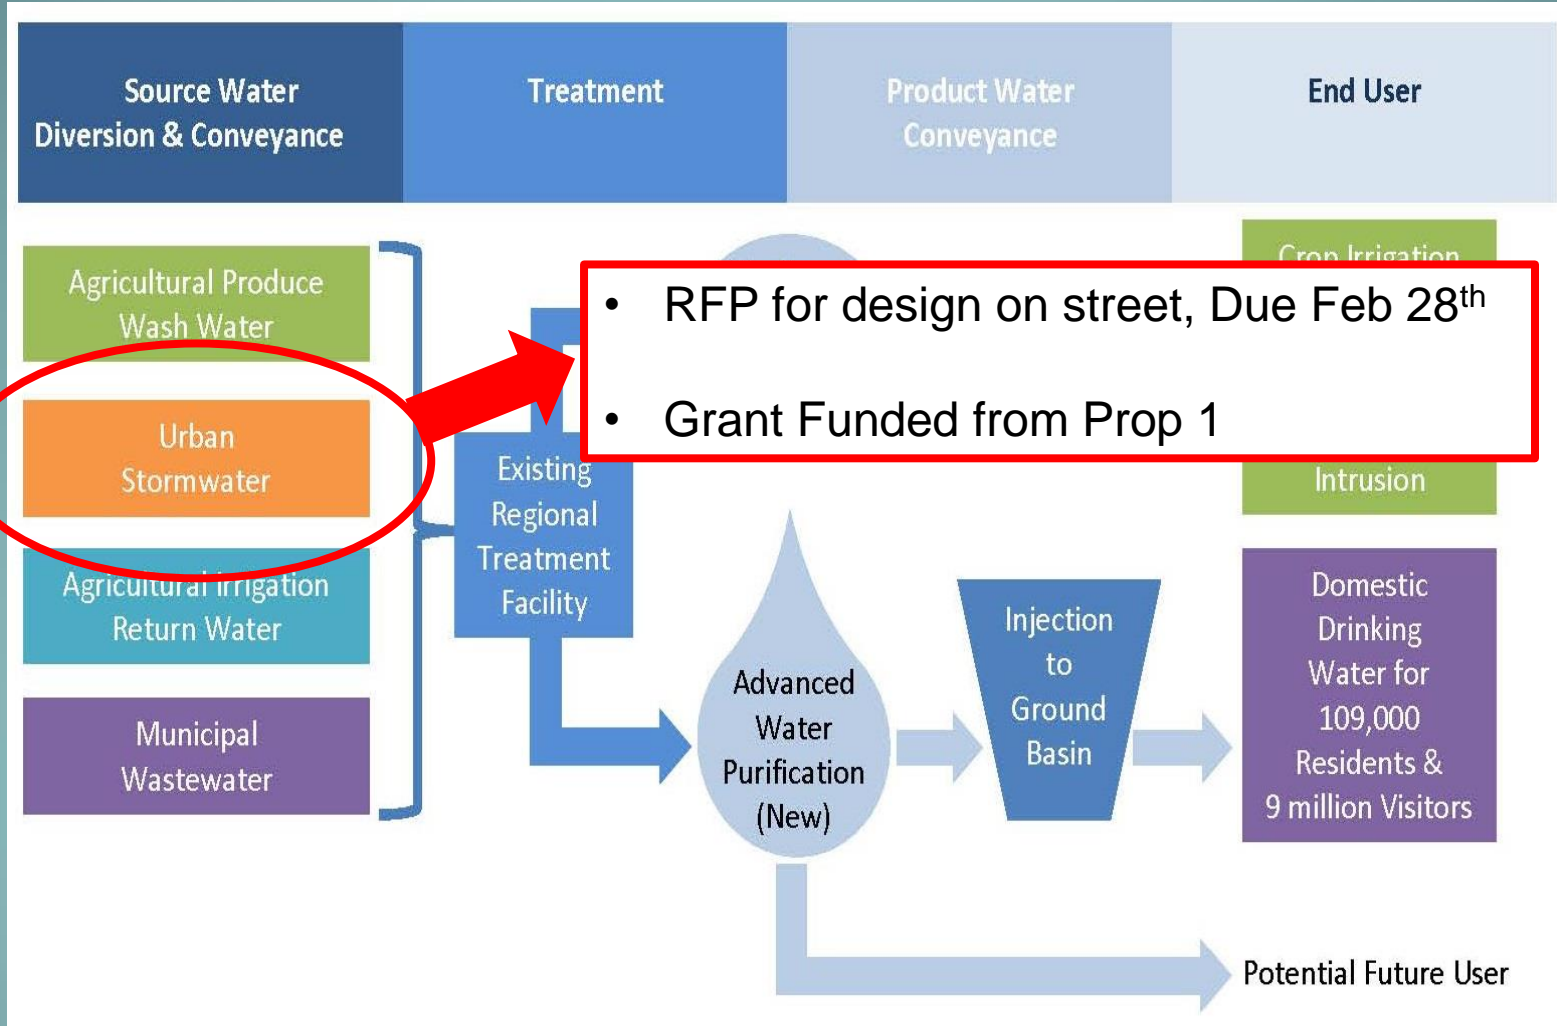 Source Water
Diversion & Conveyance
Treatment
Product Water
Conveyance
End User
Agricultural Produce
Wash Water
Urban
Stormwater
Agricultural Irrigation
Return Water
Municipal
Wastewater
Existing
Regional
Treatment
Facility
• RFP for design on street, Due Feb 28th
• Grant Funded from Prop 1
Crop Irrigation
Intrusion
Advanced
Water
Purification
(New)
Injection
to
Ground
Basin
Domestic
Drinking
Water for
109,000
Residents &
9 million Visitors
Potential Future User